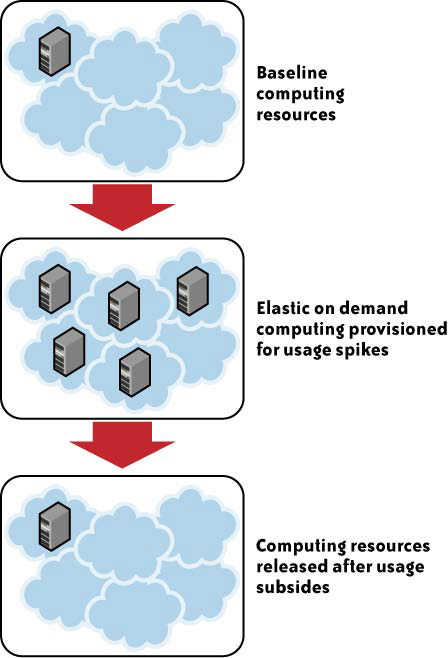 Baseline
computing
resources
Elastic on demand
computing provisioned
for usage spikes
Computing resources
released after usage
subsides